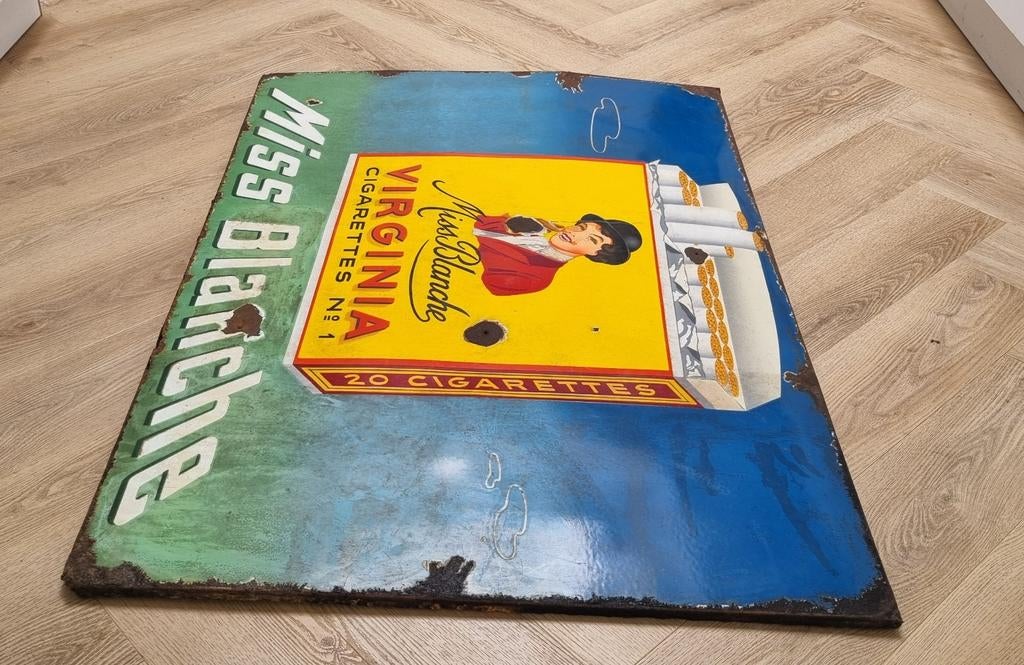 Miss Blanche
VIRGINIA
CIGARETTES Nº 1
Miss Blanche
20 CIGARETTES